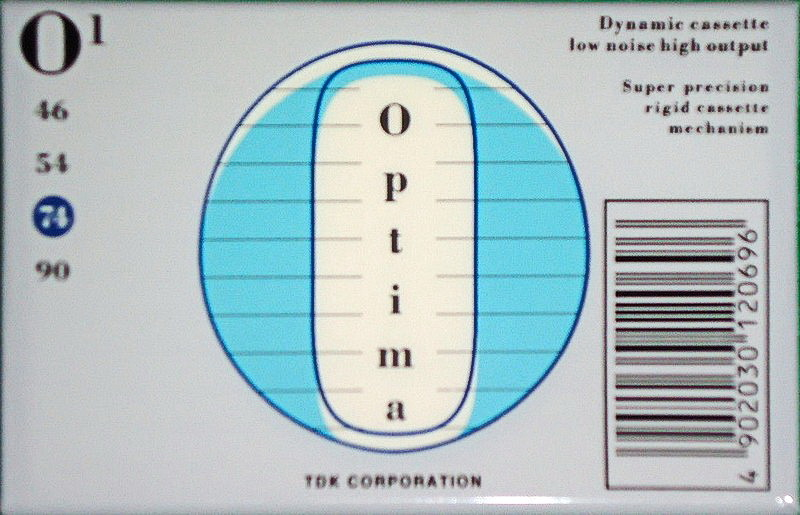 O¹
46
54
74
90
Optima
TDK CORPORATION
Dynamic cassette
low noise high output
Super precision
rigid cassette
mechanism
4 902030 120696